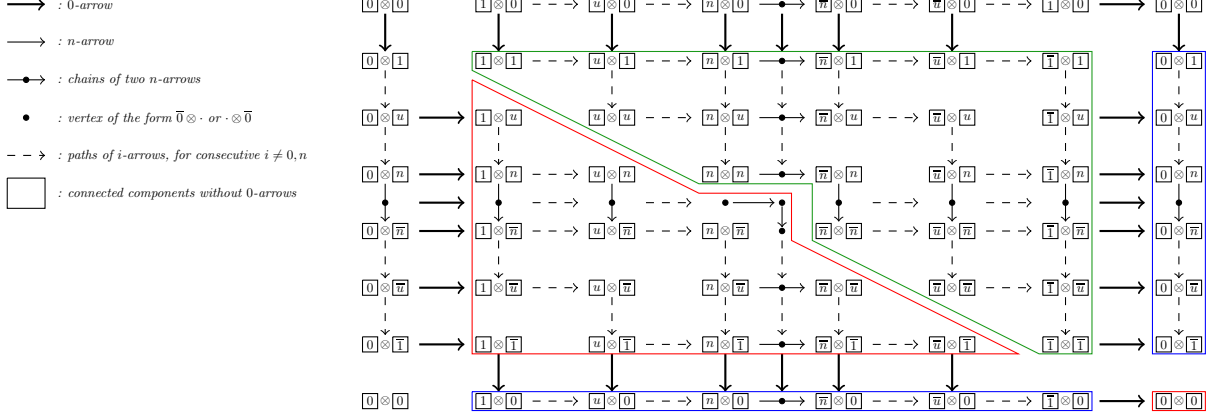 : 0-arrow
: n-arrow
: chains of two n-arrows
: vertex of the form 0̅ ⊗ · or · ⊗ 0̅
: paths of i-arrows, for consecutive i ≠ 0, n
: connected components without 0-arrows
0 ⊗ 0 1 ⊗ 0 u ⊗ 0 n ⊗ 0 n̅ ⊗ 0 u̅ ⊗ 0 1̅ ⊗ 0 0 ⊗ 0
0 ⊗ 1 1 ⊗ 1 u ⊗ 1 n ⊗ 1 n̅ ⊗ 1 u̅ ⊗ 1 1̅ ⊗ 1 0 ⊗ 1
0 ⊗ u 1 ⊗ u u ⊗ u n ⊗ u n̅ ⊗ u u̅ ⊗ u 1̅ ⊗ u 0 ⊗ u
0 ⊗ n 1 ⊗ n u ⊗ n n ⊗ n n̅ ⊗ n u̅ ⊗ n 1̅ ⊗ n 0 ⊗ n
0 ⊗ n̅ 1 ⊗ n̅ u ⊗ n̅ n ⊗ n̅ n̅ ⊗ n̅ u̅ ⊗ n̅ 1̅ ⊗ n̅ 0 ⊗ n̅
0 ⊗ u̅ 1 ⊗ u̅ u ⊗ u̅ n ⊗ u̅ n̅ ⊗ u̅ u̅ ⊗ u̅ 1̅ ⊗ u̅ 0 ⊗ u̅
0 ⊗ 1̅ 1 ⊗ 1̅ u ⊗ 1̅ n ⊗ 1̅ n̅ ⊗ 1̅ u̅ ⊗ 1̅ 1̅ ⊗ 1̅ 0 ⊗ 1̅
0 ⊗ 0 1 ⊗ 0 u ⊗ 0 n ⊗ 0 n̅ ⊗ 0 u̅ ⊗ 0 1̅ ⊗ 0 0 ⊗ 0